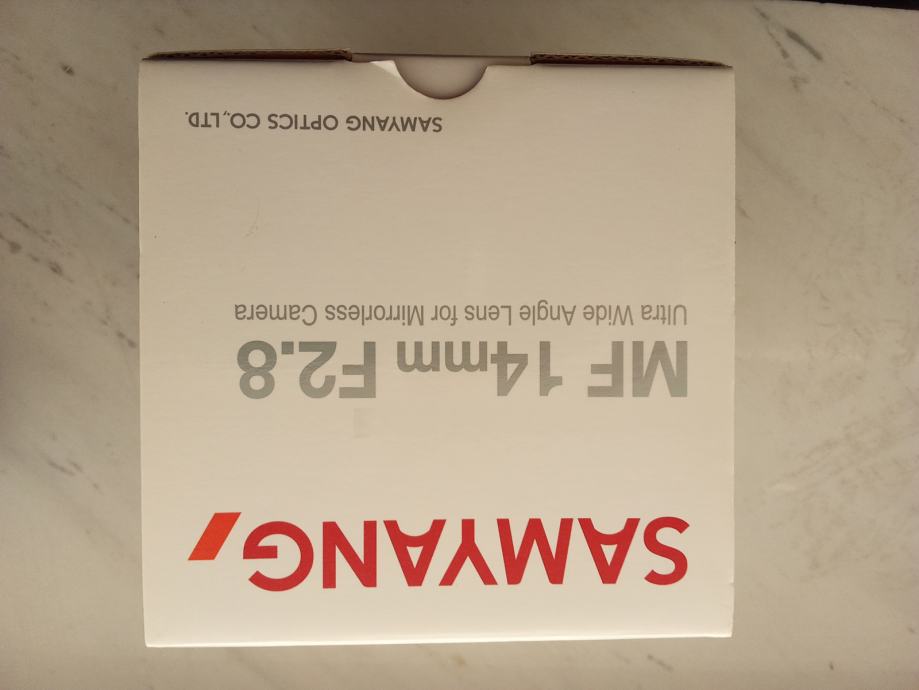 SAMYANG
MF 14mm F2.8
Ultra Wide Angle Lens for Mirrorless Camera
SAMYANG OPTICS CO.,LTD.